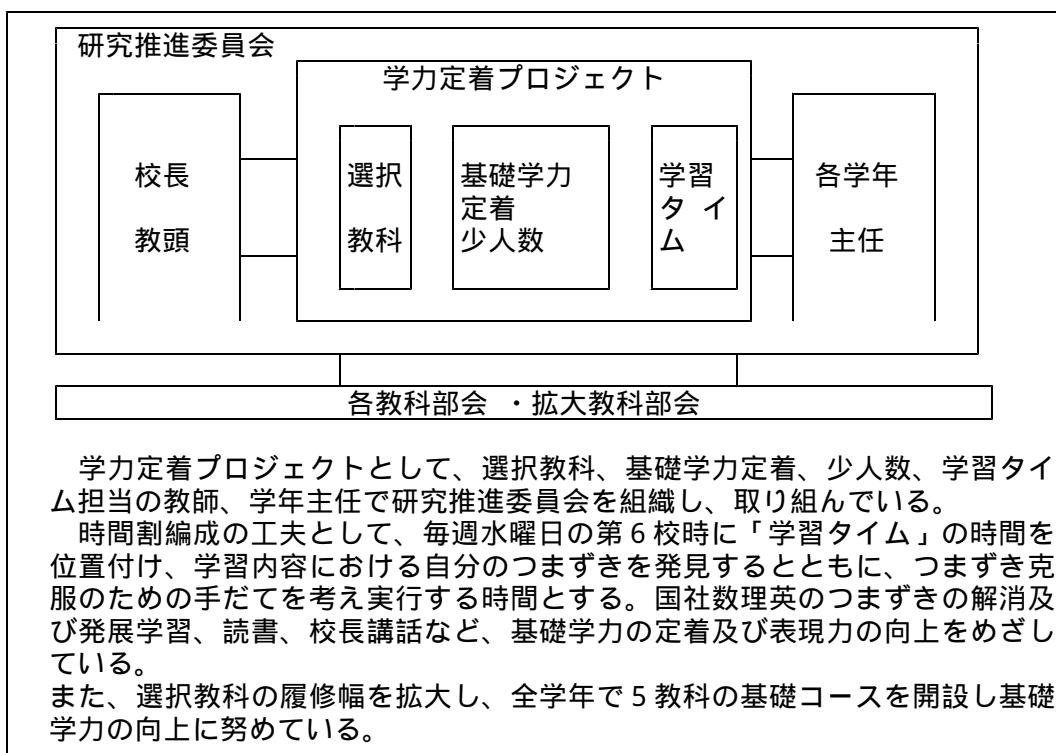 研究推進委員会
学力定着プロジェクト
校長
教頭
選択
教科
基礎学力
定着
少人数
学習
タイ
ム
各学年
主任
各教科部会 ・拡大教科部会
学力定着プロジェクトとして、選択教科、基礎学力定着、少人数、学習タイ
ム担当の教師、学年主任で研究推進委員会を組織し、取り組んでいる。
時間割編成の工夫として、毎週水曜日の第6校時に「学習タイム」の時間を
位置付け、学習内容における自分のつまずきを発見するとともに、つまずき克
服のための手だてを考え実行する時間とする。国社数理英のつまずきの解消及
び発展学習、読書、校長講話など、基礎学力の定着及び表現力の向上をめざし
ている。
また、選択教科の履修幅を拡大し、全学年で5教科の基礎コースを開設し基礎
学力の向上に努めている。